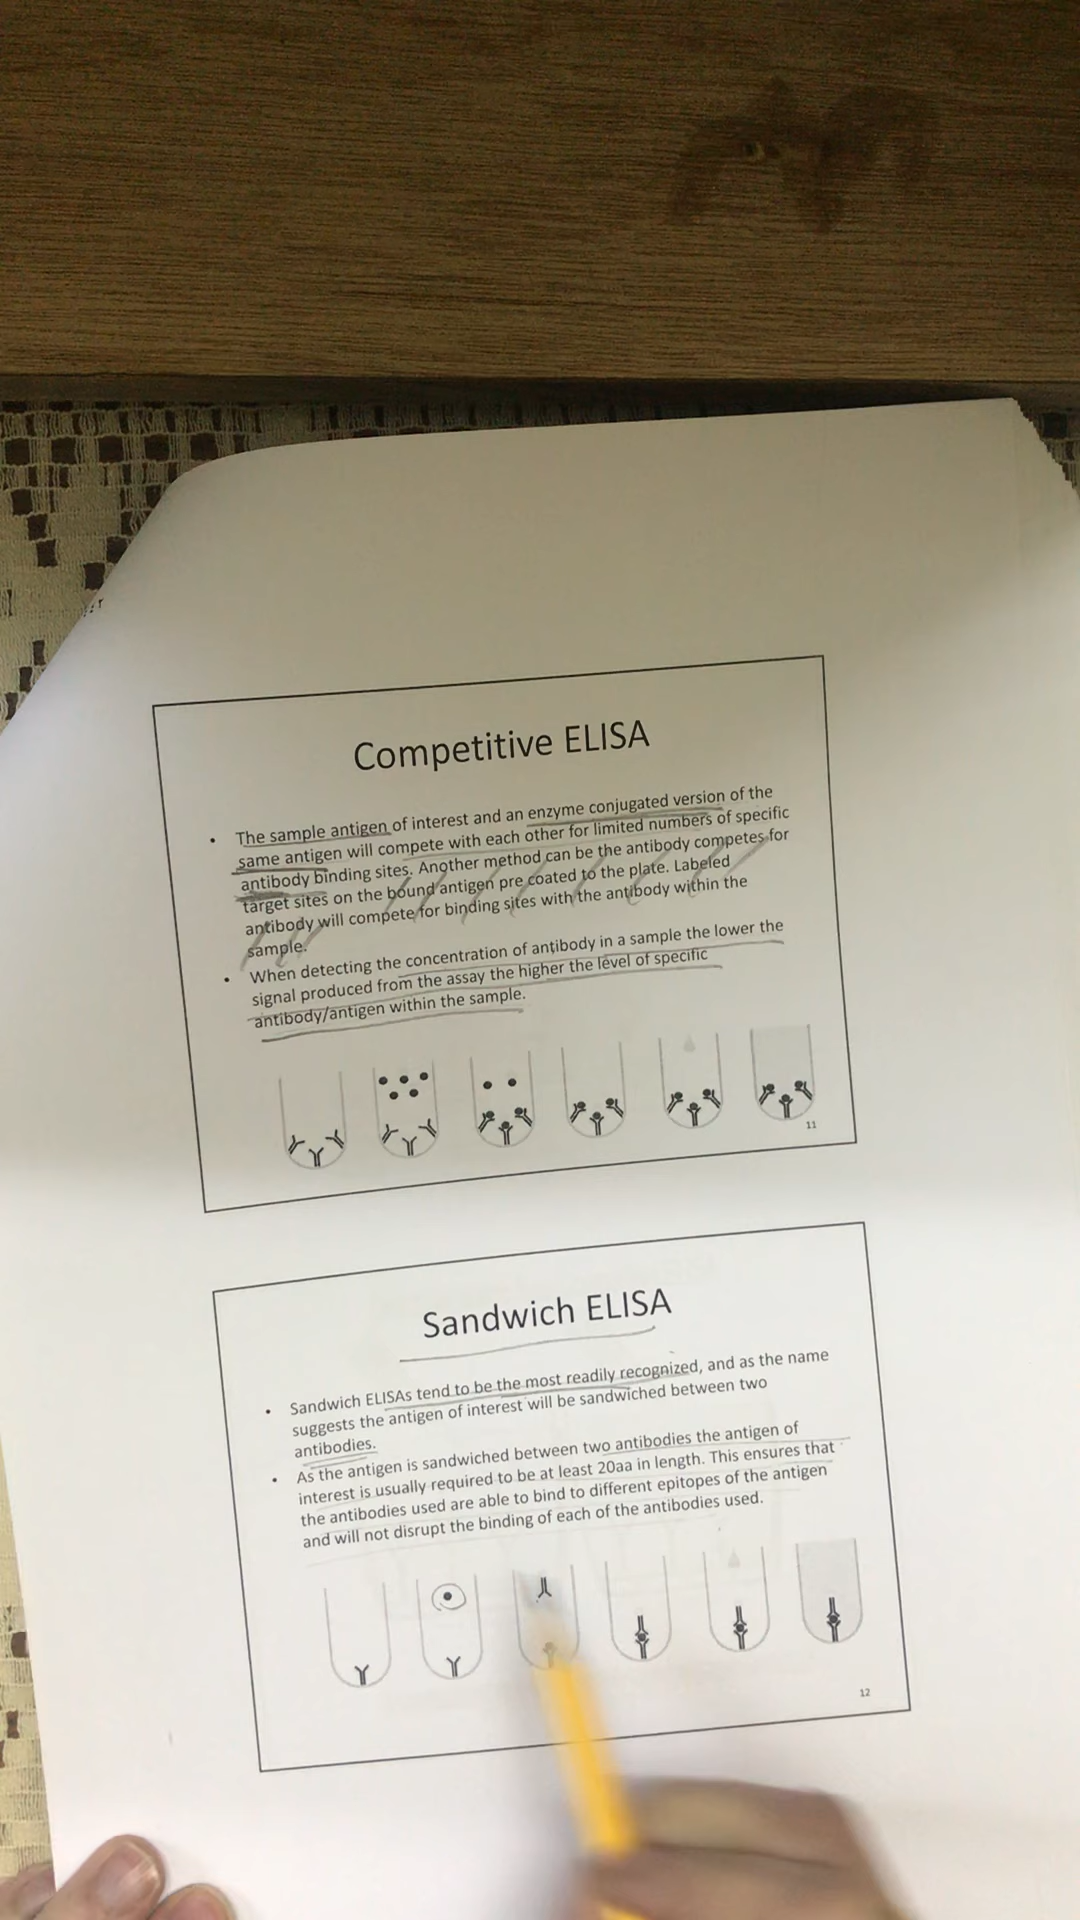 Competitive ELISA
• The sample antigen of interest and an enzyme conjugated version of the
same antigen will compete with each other for limited numbers of specific
antibody binding sites. Another method can be the antibody competes for
target sites on the bound antigen pre coated to the plate. Labeled
antibody will compete for binding sites with the antibody within the
sample.
• When detecting the concentration of antibody in a sample the lower the
signal produced from the assay the higher the level of specific
antibody/antigen within the sample.
11
Sandwich ELISA
• Sandwich ELISAs tend to be the most readily recognized, and as the name
suggests the antigen of interest will be sandwiched between two
antibodies.
• As the antigen is sandwiched between two antibodies the antigen of
interest is usually required to be at least 20aa in length. This ensures that
the antibodies used are able to bind to different epitopes of the antigen
and will not disrupt the binding of each of the antibodies used.
12